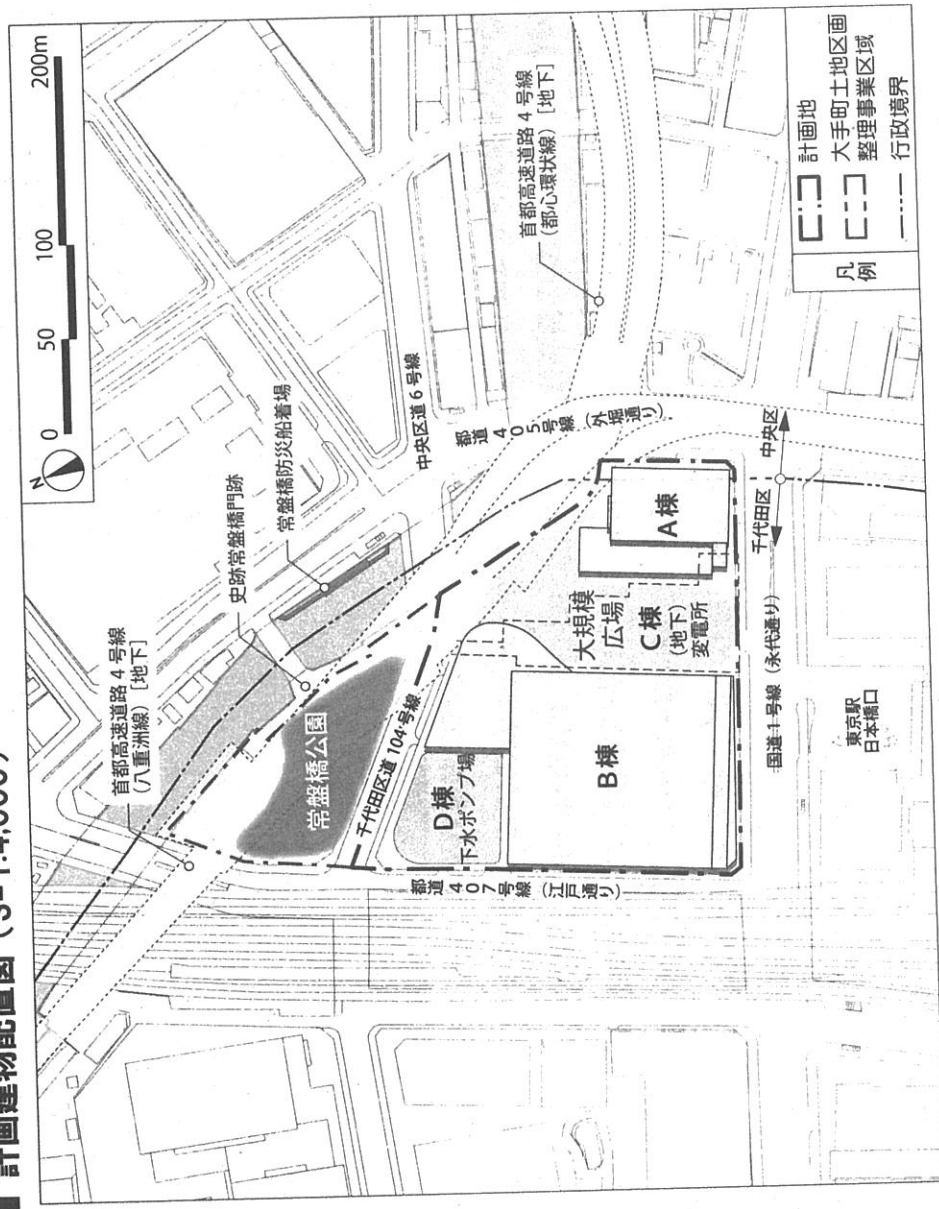 計画建物配置図（S=1:4,000）
N
0
50
100
200m
首都高速道路4号線
（八重洲線）［地下］
史跡常盤橋門跡
常盤橋防災船着場
中央区道6号線
都道405号線（外堀通り）
首都高速道路4号線
（都心環状線）［地下］
常盤橋公園
千代田区道104号線
都道407号線（江戸通り）
D棟
下水ポンプ場
B棟
大規模
広場
C棟
（地下）
変電所
A棟
国道1号線（永代通り）
千代田区
中央区
東京駅
日本橋口
凡例
計画地
大手町土地区画
整理事業区域
行政境界